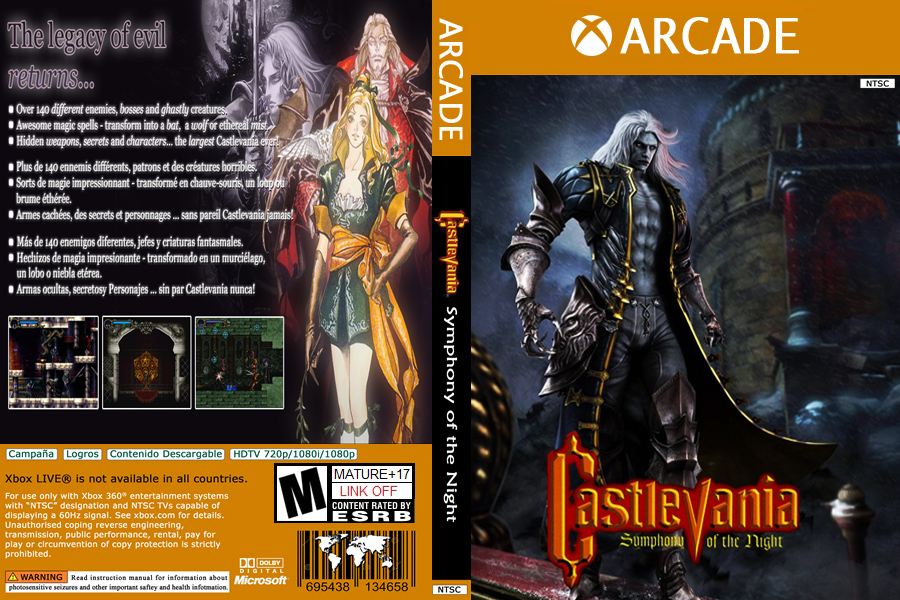 The legacy of evil
returns...
Over 140 different enemies, bosses and ghastly creatures.
Awesome magic spells - transform into a bat, a wolf or ethereal mist.
Hidden weapons, secrets and characters... the largest Castlevania ever!
Plus de 140 ennemis différents, patrons et des créatures horribles.
Sorts de magie impressionnant - transformé en chauve-souris, un loup ou
brume éthérée.
Armes cachées, des secrets et personnages ... sans pareil Castlevania jamais!
Más de 140 enemigos diferentes, jefes y criaturas fantasmales.
Hechizos de magia impresionante - transformado en un murciélago,
un lobo o niebla etérea.
Armas ocultas, secretosy Personajes ... sin par Castlevania nunca!
Campaña Logros Contenido Descargable HDTV 720p/1080i/1080p
Xbox LIVE® is not available in all countries.
For use only with Xbox 360® entertainment systems
with "NTSC" designation and NTSC TVs capable of
displaying a 60Hz signal. See xbox.com for details.
Unauthorised coping reverse engineering,
transmission, public performance, rental, pay for
play or circumvention of copy protection is strictly
prohibited.
WARNING Read instruction manual for information about
photosensitive seizures and other important saftey and health infotmation.
DOLBY
DIGITAL
Microsoft
M
MATURE+17
LINK OFF
CONTENT RATED BY
ESRB
695438 134658
ARCADE
Castlevania
Symphony of the Night
NTSC
ARCADE
NTSC
Castlevania
Symphony of the Night